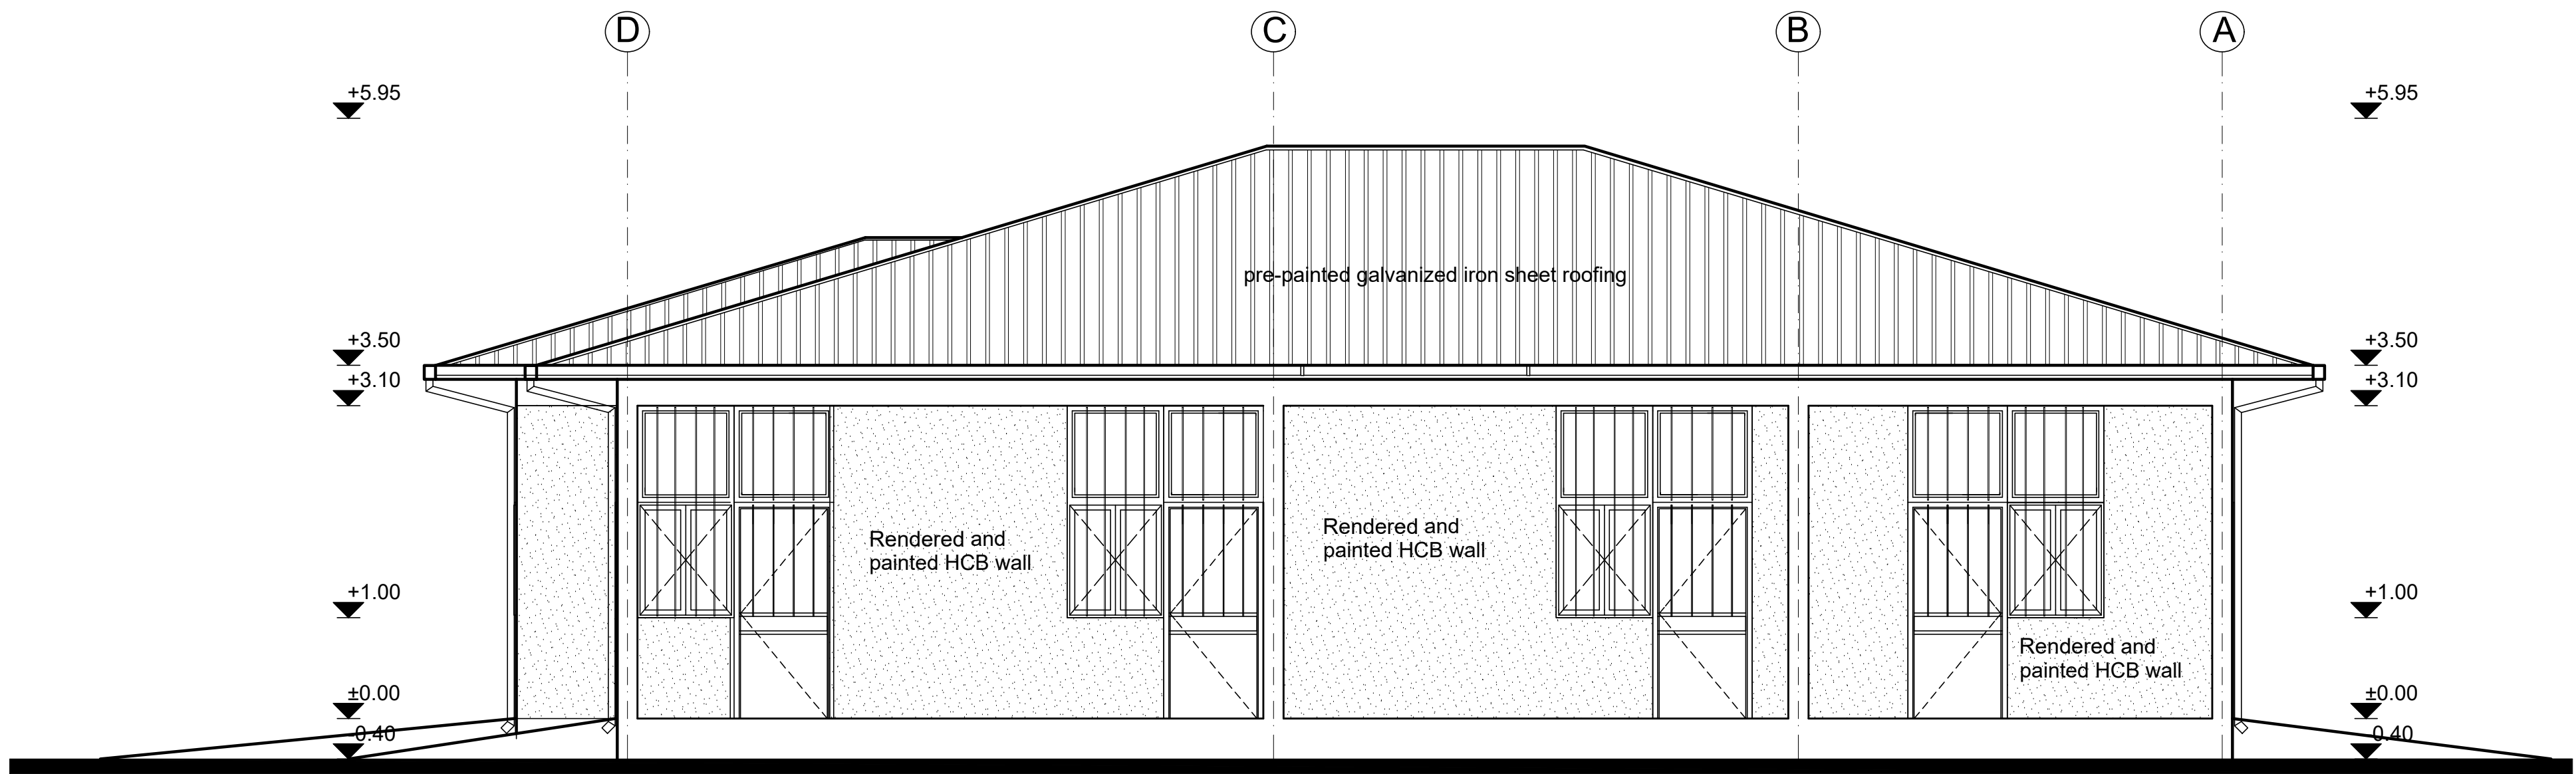 D
C
B
A
+5.95
+5.95
pre-painted galvanized iron sheet roofing
+3.50
+3.50
+3.10
+3.10
Rendered and
painted HCB wall
Rendered and
painted HCB wall
+1.00
+1.00
Rendered and
painted HCB wall
±0.00
±0.00
-0.40
-0.40